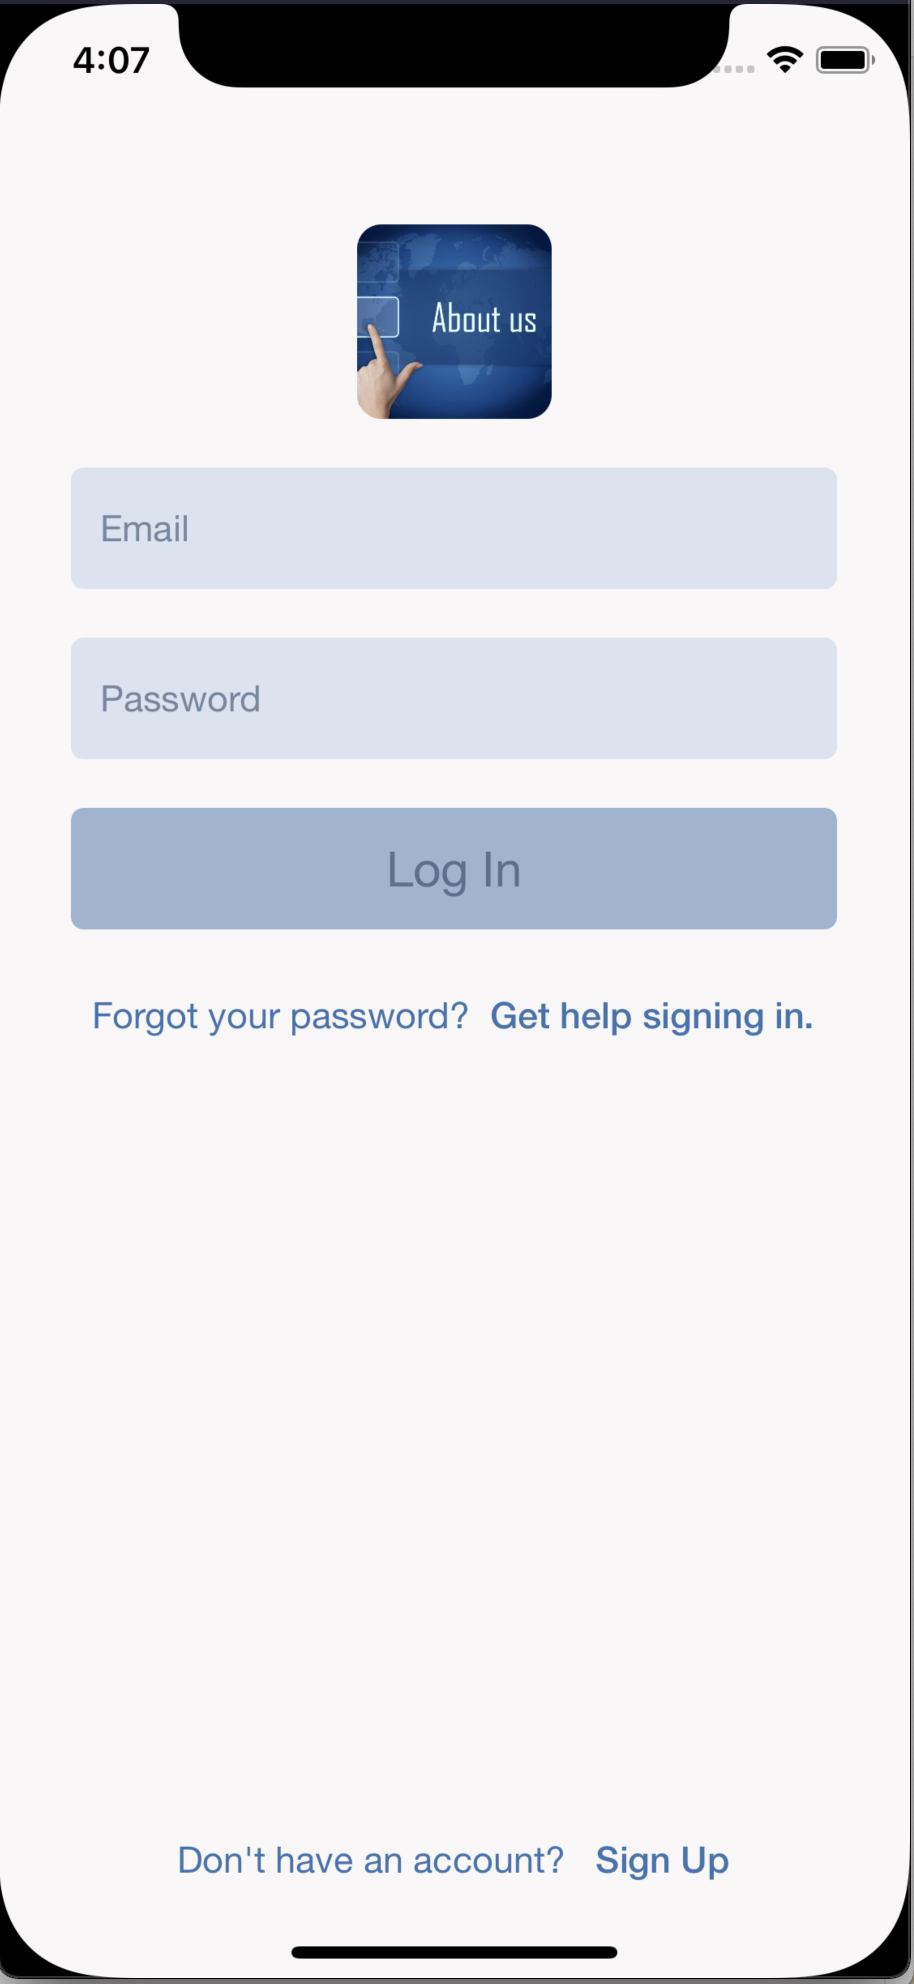 4:07
About us
Email
Password
Log In
Forgot your password? Get help signing in.
Don't have an account? Sign Up